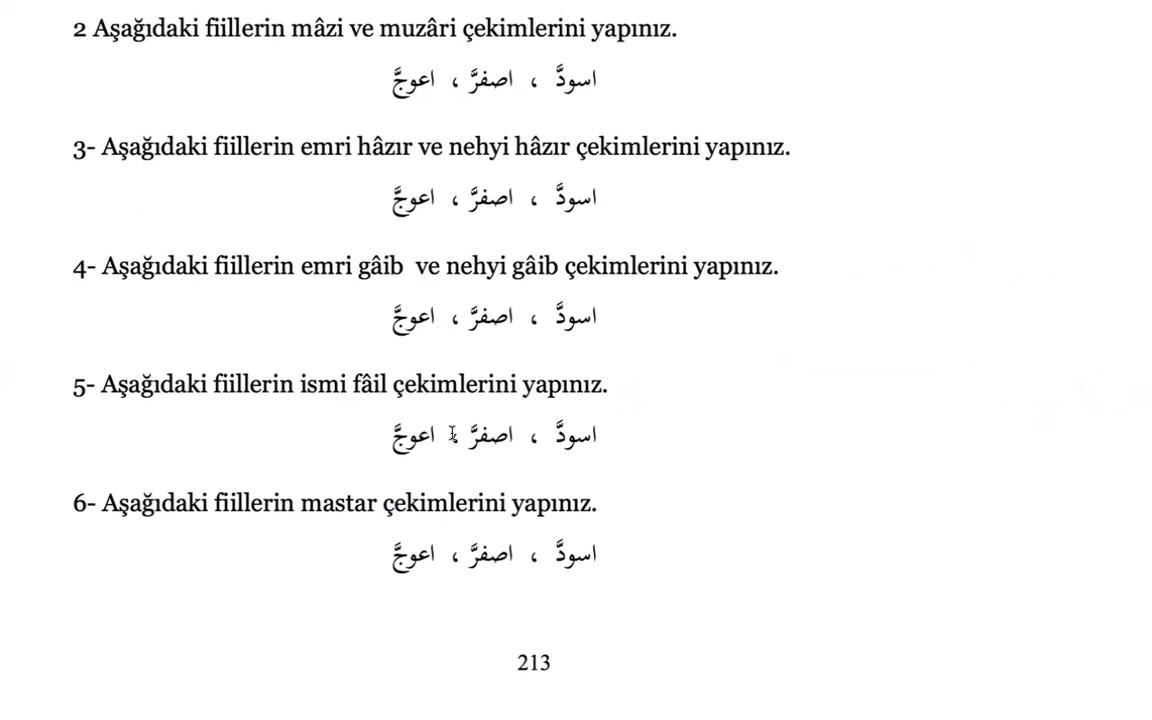 2 Aşağıdaki fiillerin mâzi ve muzâri çekimlerini yapınız.
اسودَّ ، اصفرَّ ، اعوجَّ
3- Aşağıdaki fiillerin emri hâzır ve nehyi hâzır çekimlerini yapınız.
اسودَّ ، اصفرَّ ، اعوجَّ
4- Aşağıdaki fiillerin emri gâib ve nehyi gâib çekimlerini yapınız.
اسودَّ ، اصفرَّ ، اعوجَّ
5- Aşağıdaki fiillerin ismi fâil çekimlerini yapınız.
اسودَّ ، اصفرَّ ، اعوجَّ
6- Aşağıdaki fiillerin mastar çekimlerini yapınız.
اسودَّ ، اصفرَّ ، اعوجَّ
213